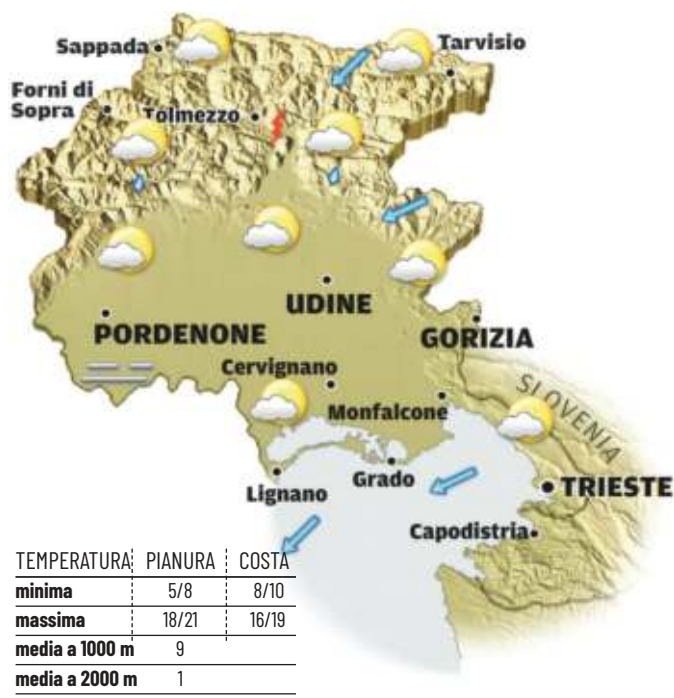 Sappada
Tarvisio
Forni di
Sopra
Tolmezzo
UDINE
PORDENONE
GORIZIA
Cervignano
SLOVENIA
Monfalcone
Grado
Lignano
TRIESTE
Capodistria
TEMPERATURA PIANURA COSTA
minima 5/8 8/10
massima 18/21 16/19
media a 1000 m 9
media a 2000 m 1